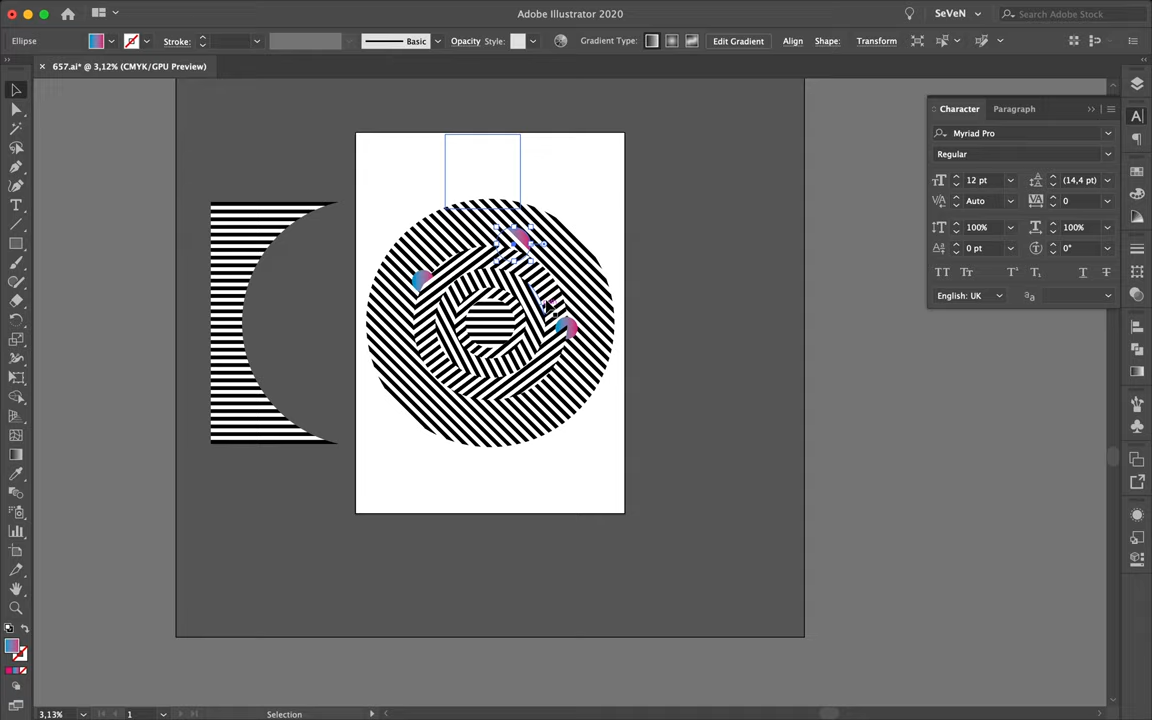 Adobe Illustrator 2020
SeVeN
Search Adobe Stock
Ellipse
Stroke:
Basic
Opacity
Style:
Gradient Type:
Edit Gradient
Align
Shape:
Transform
× 657.ai* @ 3,12% (CMYK/GPU Preview)
Character
Paragraph
Myriad Pro
Regular
12 pt
(14,4 pt)
Auto
0
100%
100%
0 pt
0°
English: UK
3,13%
1
Selection